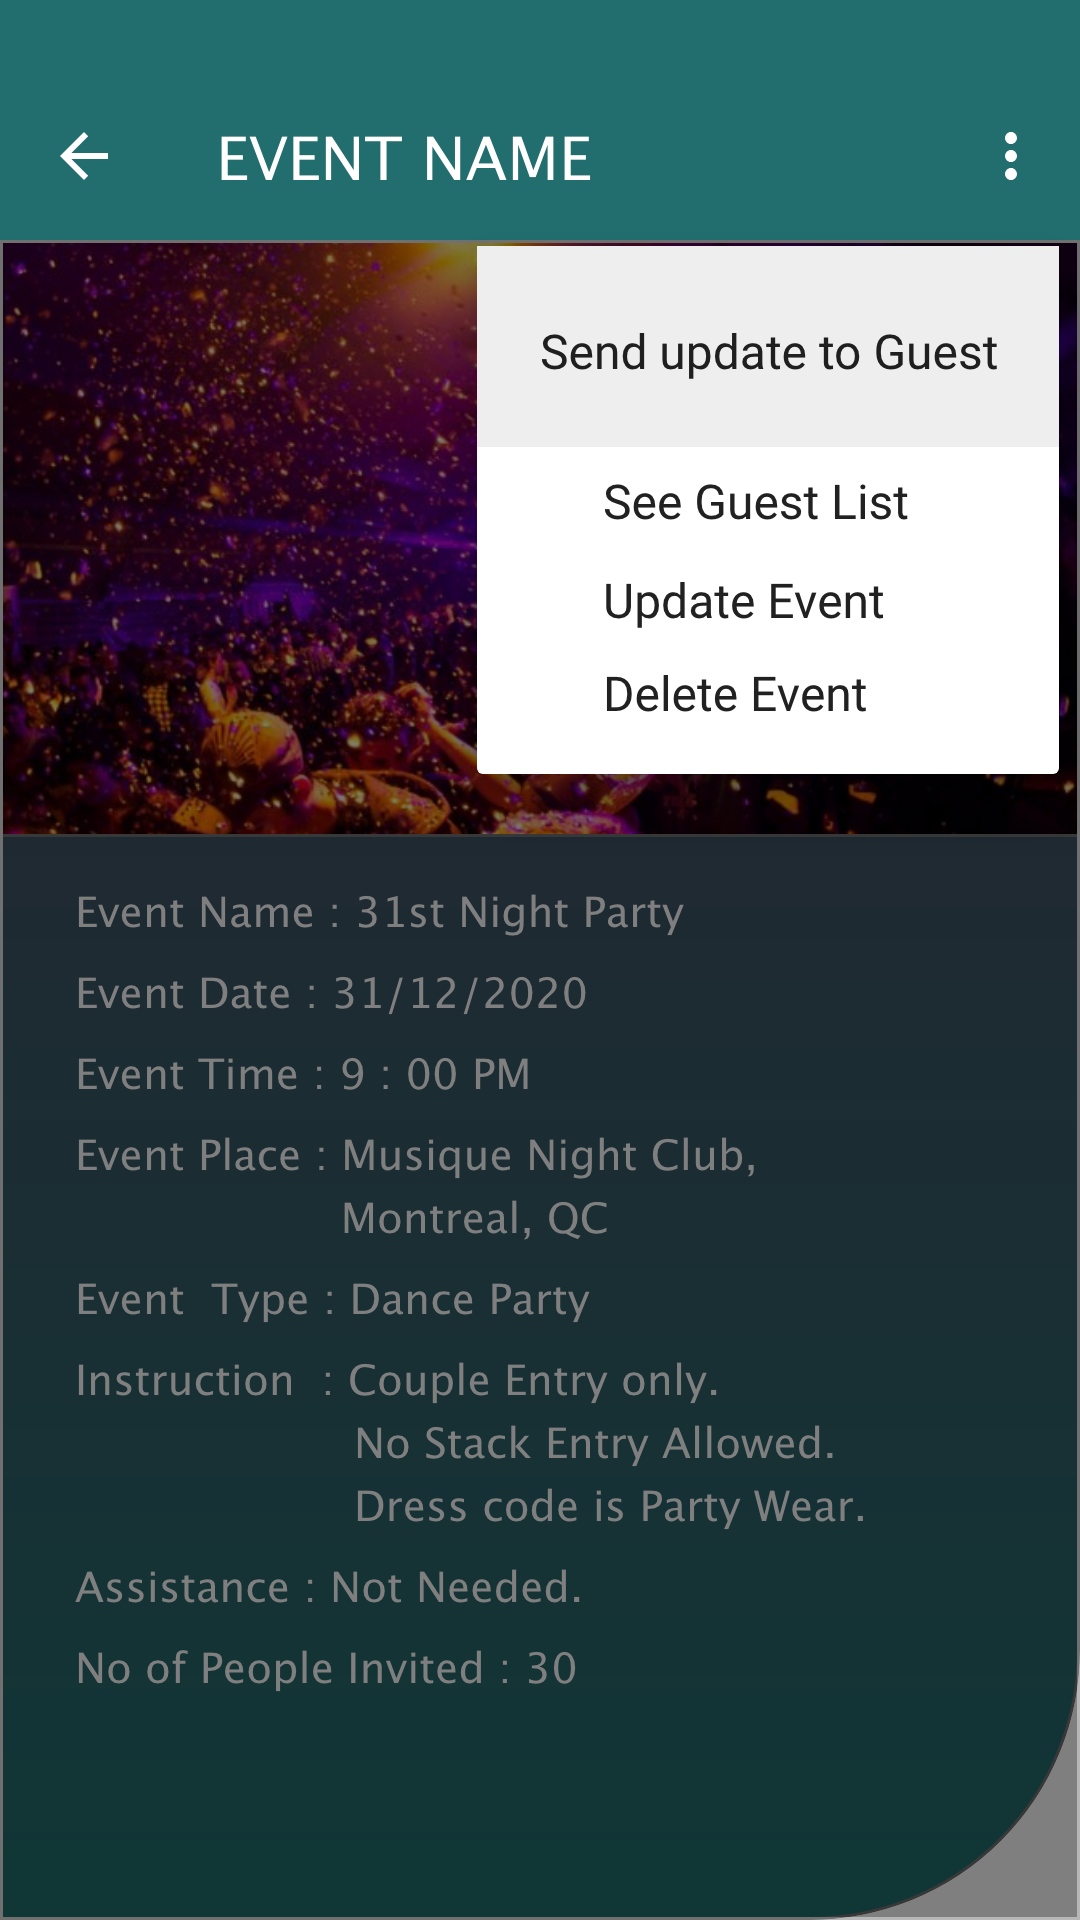 EVENT NAME
Send update to Guest
See Guest List
Update Event
Delete Event
Event Name : 31st Night Party
Event Date : 31/12/2020
Event Time : 9 : 00 PM
Event Place : Musique Night Club,
Montreal, QC
Event  Type : Dance Party
Instruction  : Couple Entry only.
No Stack Entry Allowed.
Dress code is Party Wear.
Assistance : Not Needed.
No of People Invited : 30